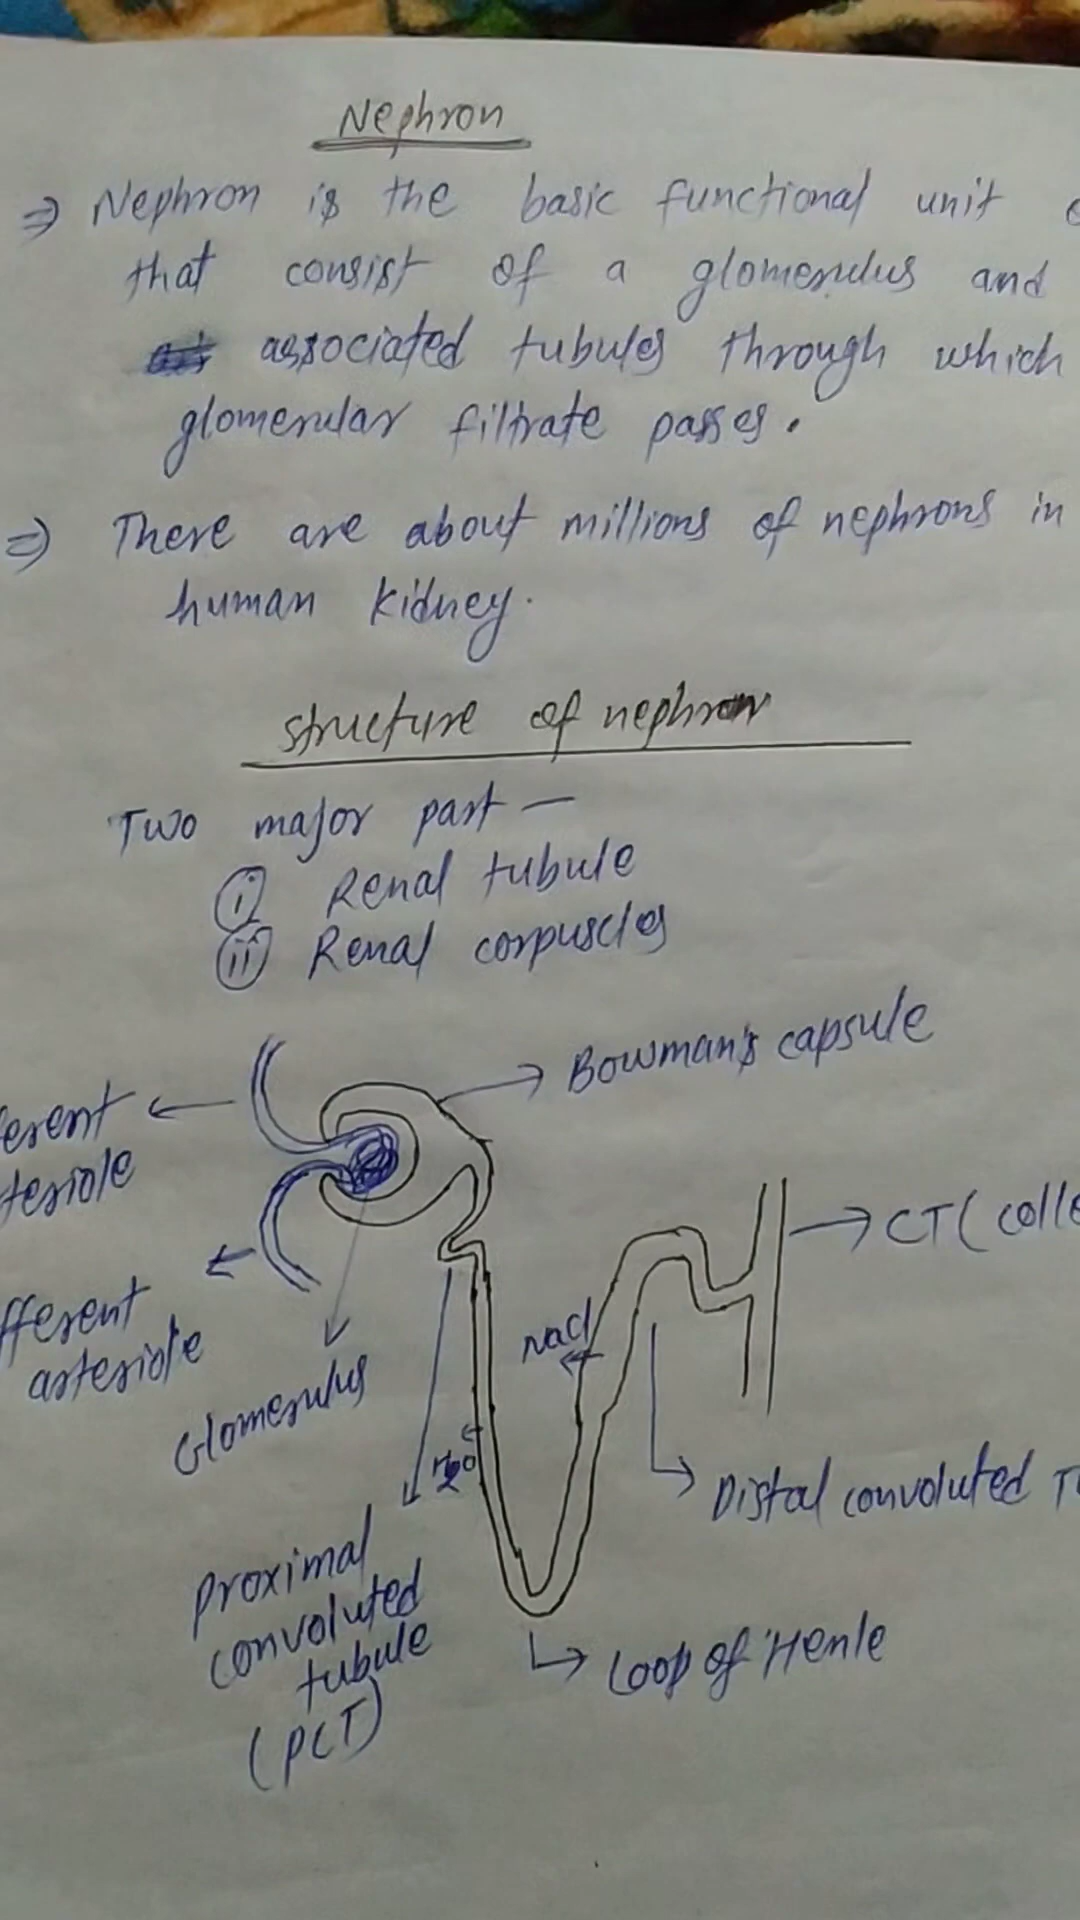 Nephron
⇒ Nephron is the basic functional unit
that consist of a glomerulus and
associated tubules through which
glomerular filtrate passes.
⇒ There are about millions of nephrons in
human kidney.
structure of nephron
Two major part —
(i) Renal tubule
(ii) Renal corpuscles
Bowman's capsule
erent
teriole
CT( colle
fferent
arteriole
Glomerulus
NaCl
H2O
Distal convoluted T
Proximal
convoluted
tubule
(PCT)
Loop of Henle